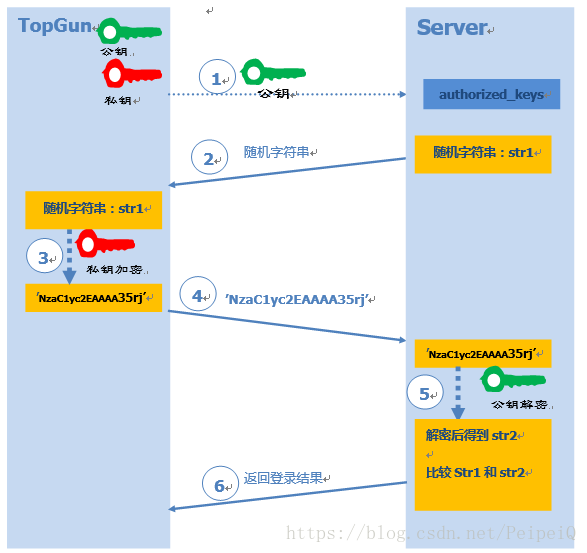 TopGun
公钥
私钥
1
公钥
Server
authorized_keys
2
随机字符串
随机字符串：str1
随机字符串：str1
3
私钥加密
'NzaC1yc2EAAAA35rj'
4
'NzaC1yc2EAAAA35rj'
'NzaC1yc2EAAAA35rj'
5
公钥解密
解密后得到 str2
比较 Str1 和 str2
6
返回登录结果
https://blog.csdn.net/PeipeiQ